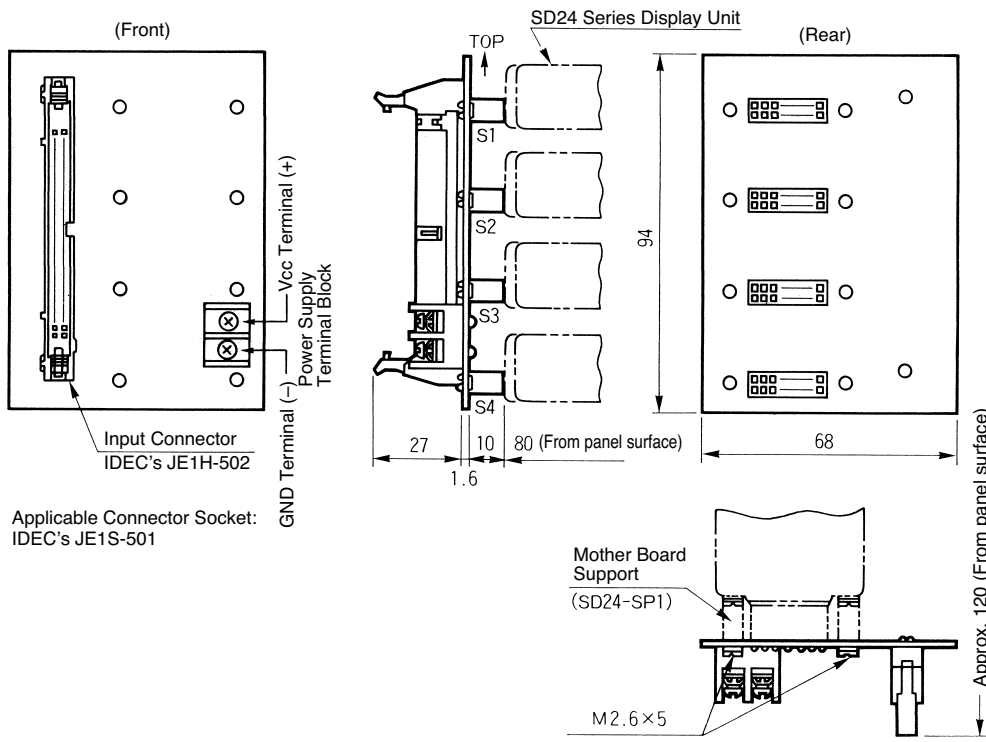 (Front)
SD24 Series Display Unit
TOP
(Rear)
S1
S2
S3
S4
Vcc Terminal (+)
Power Supply
Terminal Block
GND Terminal (−)
Input Connector
IDEC's JE1H-502
Applicable Connector Socket:
IDEC's JE1S-501
27
1.6
10
80 (From panel surface)
94
68
Mother Board
Support
(SD24-SP1)
M2.6×5
Approx. 120 (From panel surface)